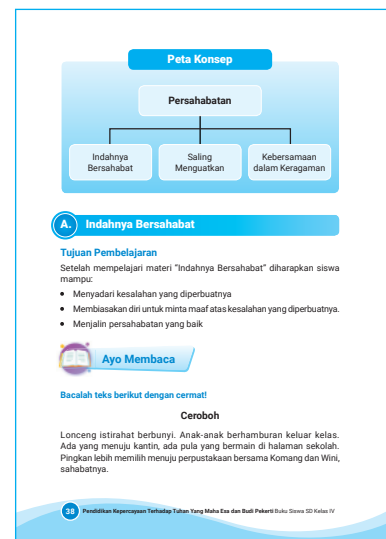 Peta Konsep
Persahabatan
Indahnya
Bersahabat
Saling
Menguatkan
Kebersamaan
dalam Keragaman
A. Indahnya Bersahabat
Tujuan Pembelajaran
Setelah mempelajari materi “Indahnya Bersahabat” diharapkan siswa
mampu:
• Menyadari kesalahan yang diperbuatnya
• Membiasakan diri untuk minta maaf atas kesalahan yang diperbuatnya.
• Menjalin persahabatan yang baik
Ayo Membaca
Bacalah teks berikut dengan cermat!
Ceroboh
Lonceng istirahat berbunyi. Anak-anak berhamburan keluar kelas.
Ada yang menuju kantin, ada pula yang bermain di halaman sekolah.
Pingkan lebih memilih menuju perpustakaan bersama Komang dan Wini,
sahabatnya.
38 Pendidikan Kepercayaan Terhadap Tuhan Yang Maha Esa dan Budi Pekerti Buku Siswa SD Kelas IV